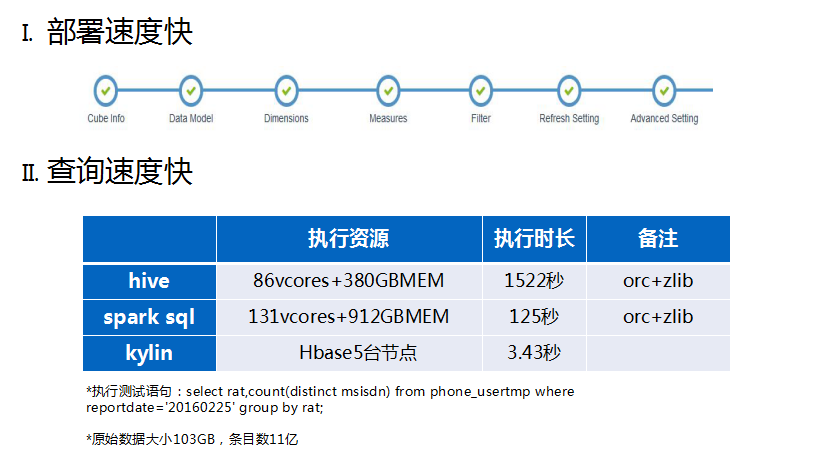 I. 部署速度快
Cube Info Data Model Dimensions Measures Filter Refresh Setting Advanced Setting
II. 查询速度快
执行资源 执行时长 备注
hive 86vcores+380GBMEM 1522秒 orc+zlib
spark sql 131vcores+912GBMEM 125秒 orc+zlib
kylin Hbase5台节点 3.43秒
*执行测试语句：select rat,count(distinct msisdn) from phone_usertmp where
reportdate='20160225' group by rat;
*原始数据大小103GB，条目数11亿